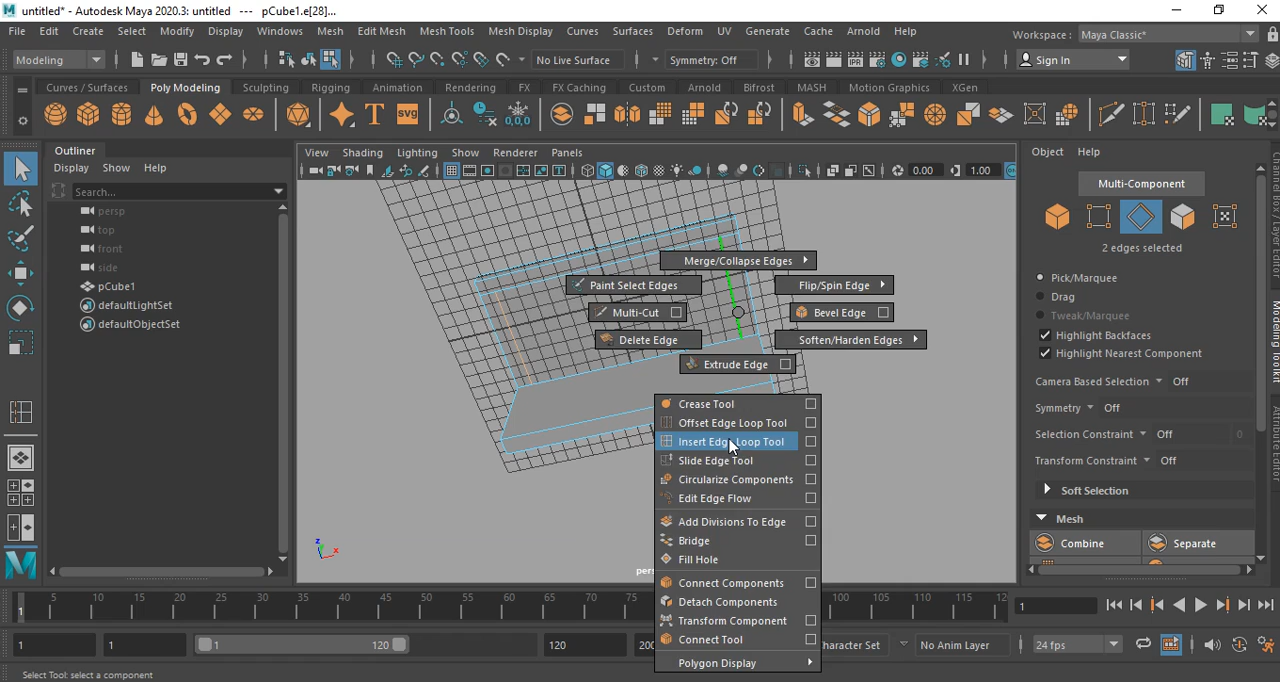 untitled* - Autodesk Maya 2020.3: untitled --- pCube1.e[28]...
File Edit Create Select Modify Display Windows Mesh Edit Mesh Mesh Tools Mesh Display Curves Surfaces Deform UV Generate Cache Arnold Help
Workspace : Maya Classic*
Modeling No Live Surface Symmetry: Off Sign In
Curves / Surfaces Poly Modeling Sculpting Rigging Animation Rendering FX FX Caching Custom Arnold Bifrost MASH Motion Graphics XGen
Outliner
Display Show Help
Search...
persp
top
front
side
pCube1
defaultLightSet
defaultObjectSet
View Shading Lighting Show Renderer Panels
0.00 1.00
Merge/Collapse Edges
Paint Select Edges
Flip/Spin Edge
Multi-Cut
Bevel Edge
Delete Edge
Soften/Harden Edges
Extrude Edge
Crease Tool
Offset Edge Loop Tool
Insert Edge Loop Tool
Slide Edge Tool
Circularize Components
Edit Edge Flow
Add Divisions To Edge
Bridge
Fill Hole
Connect Components
Detach Components
Transform Component
Connect Tool
Polygon Display
z
x
Object Help
Multi-Component
2 edges selected
Pick/Marquee
Drag
Tweak/Marquee
Highlight Backfaces
Highlight Nearest Component
Camera Based Selection Off
Symmetry Off
Selection Constraint Off 0
Transform Constraint Off
Soft Selection
Mesh
Combine Separate
Channel Box / Layer Editor
Modeling Toolkit
Attribute Editor
5 10 15 20 25 30 35 40 45 50 55 60 65 70 75 100 105 110 115 12
1 1
1 1 1 120 120 200 No Anim Layer 24 fps
Select Tool: select a component